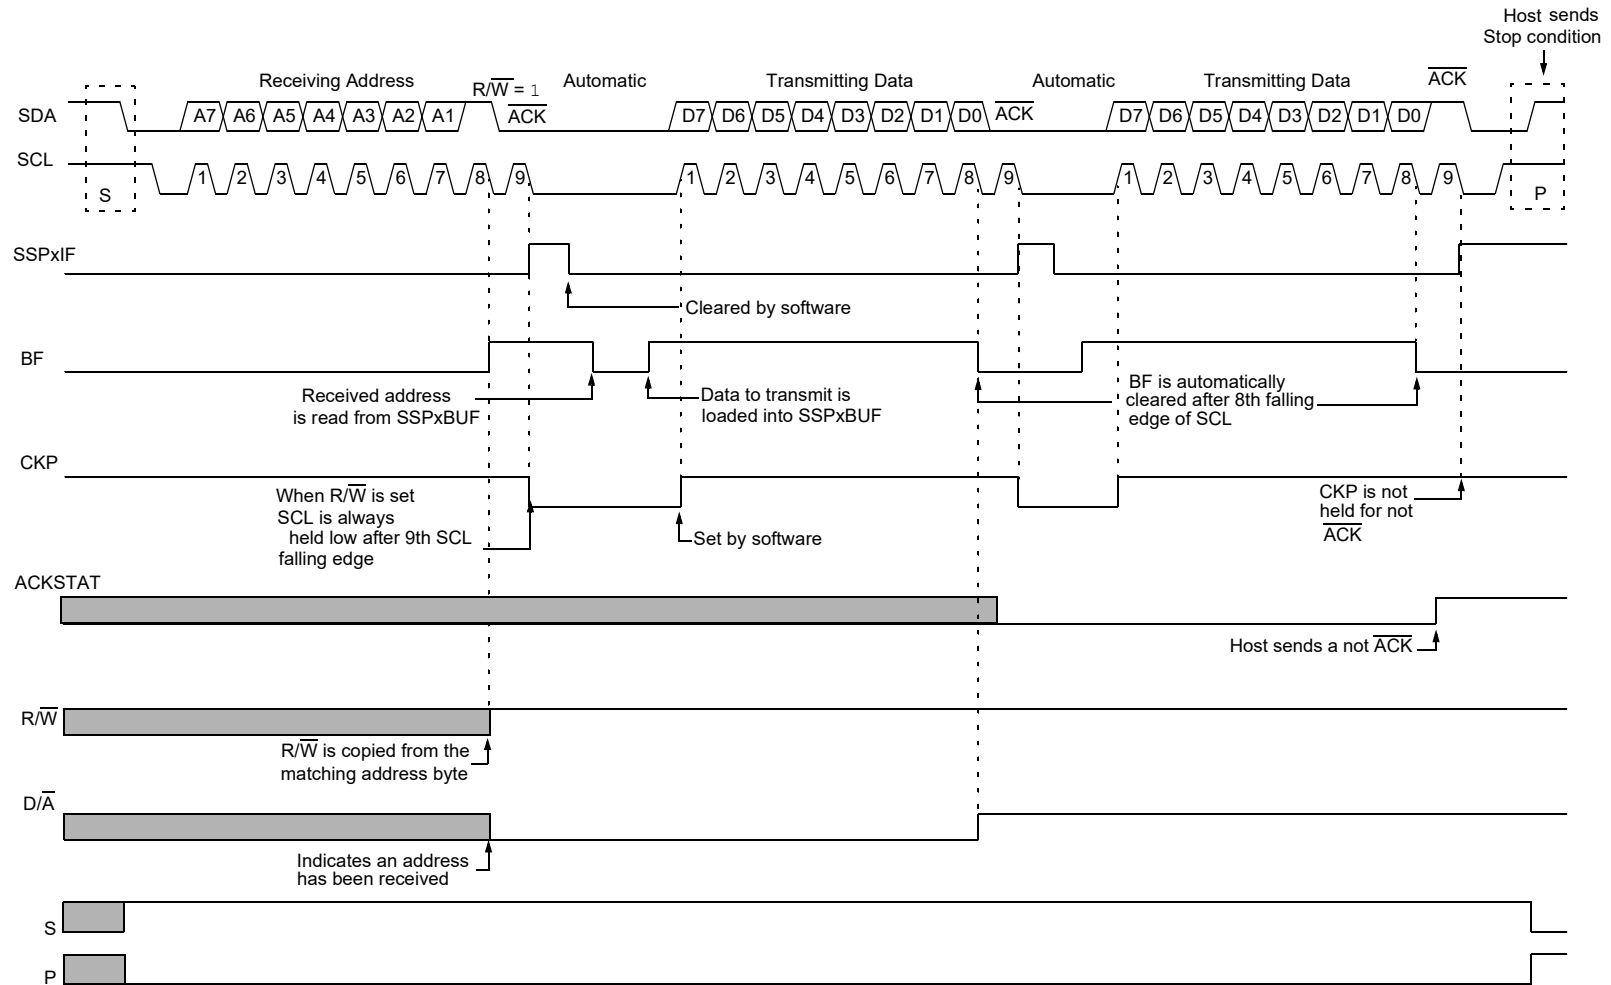 Host sends
Stop condition
Receiving Address
R/W̅ = 1
Automatic
Transmitting Data
Automatic
Transmitting Data
A̅C̅K̅
SDA
A7 A6 A5 A4 A3 A2 A1
A̅C̅K̅
D7 D6 D5 D4 D3 D2 D1 D0
A̅C̅K̅
D7 D6 D5 D4 D3 D2 D1 D0
SCL
S
1 2 3 4 5 6 7 8 9
1 2 3 4 5 6 7 8 9
1 2 3 4 5 6 7 8 9
P
SSPxIF
Cleared by software
BF
Received address
is read from SSPxBUF
Data to transmit is
loaded into SSPxBUF
BF is automatically
cleared after 8th falling
edge of SCL
CKP
When R/W̅ is set
SCL is always
held low after 9th SCL
falling edge
Set by software
CKP is not
held for not
A̅C̅K̅
ACKSTAT
Host sends a not A̅C̅K̅
R/W̅
R/W̅ is copied from the
matching address byte
D/A̅
Indicates an address
has been received
S
P